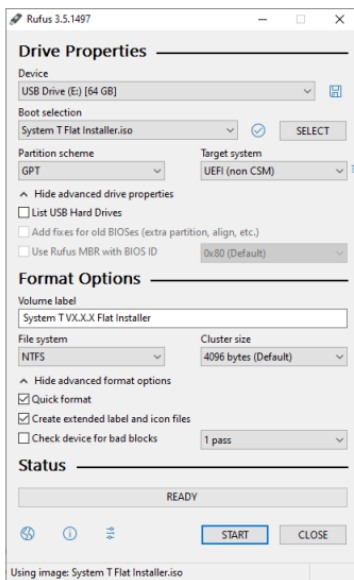 Rufus 3.5.1497
Drive Properties
Device
USB Drive (E:) [64 GB]
Boot selection
System T Flat Installer.iso SELECT
Partition scheme Target system
GPT UEFI (non CSM)
Hide advanced drive properties
List USB Hard Drives
Add fixes for old BIOSes (extra partition, align, etc.)
Use Rufus MBR with BIOS ID 0x80 (Default)
Format Options
Volume label
System T VX.X.X Flat Installer
File system Cluster size
NTFS 4096 bytes (Default)
Hide advanced format options
Quick format
Create extended label and icon files
Check device for bad blocks 1 pass
Status
READY
START CLOSE
Using image: System T Flat Installer.iso